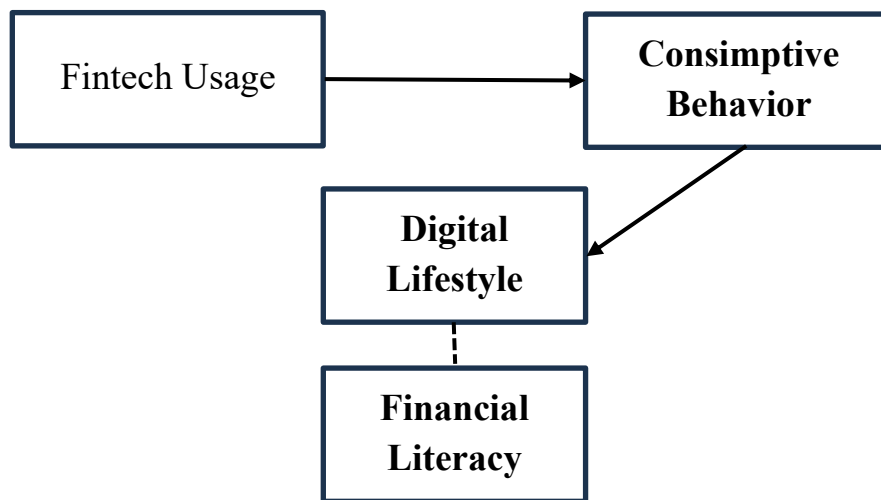 Fintech Usage
Consimptive
Behavior
Digital
Lifestyle
Financial
Literacy